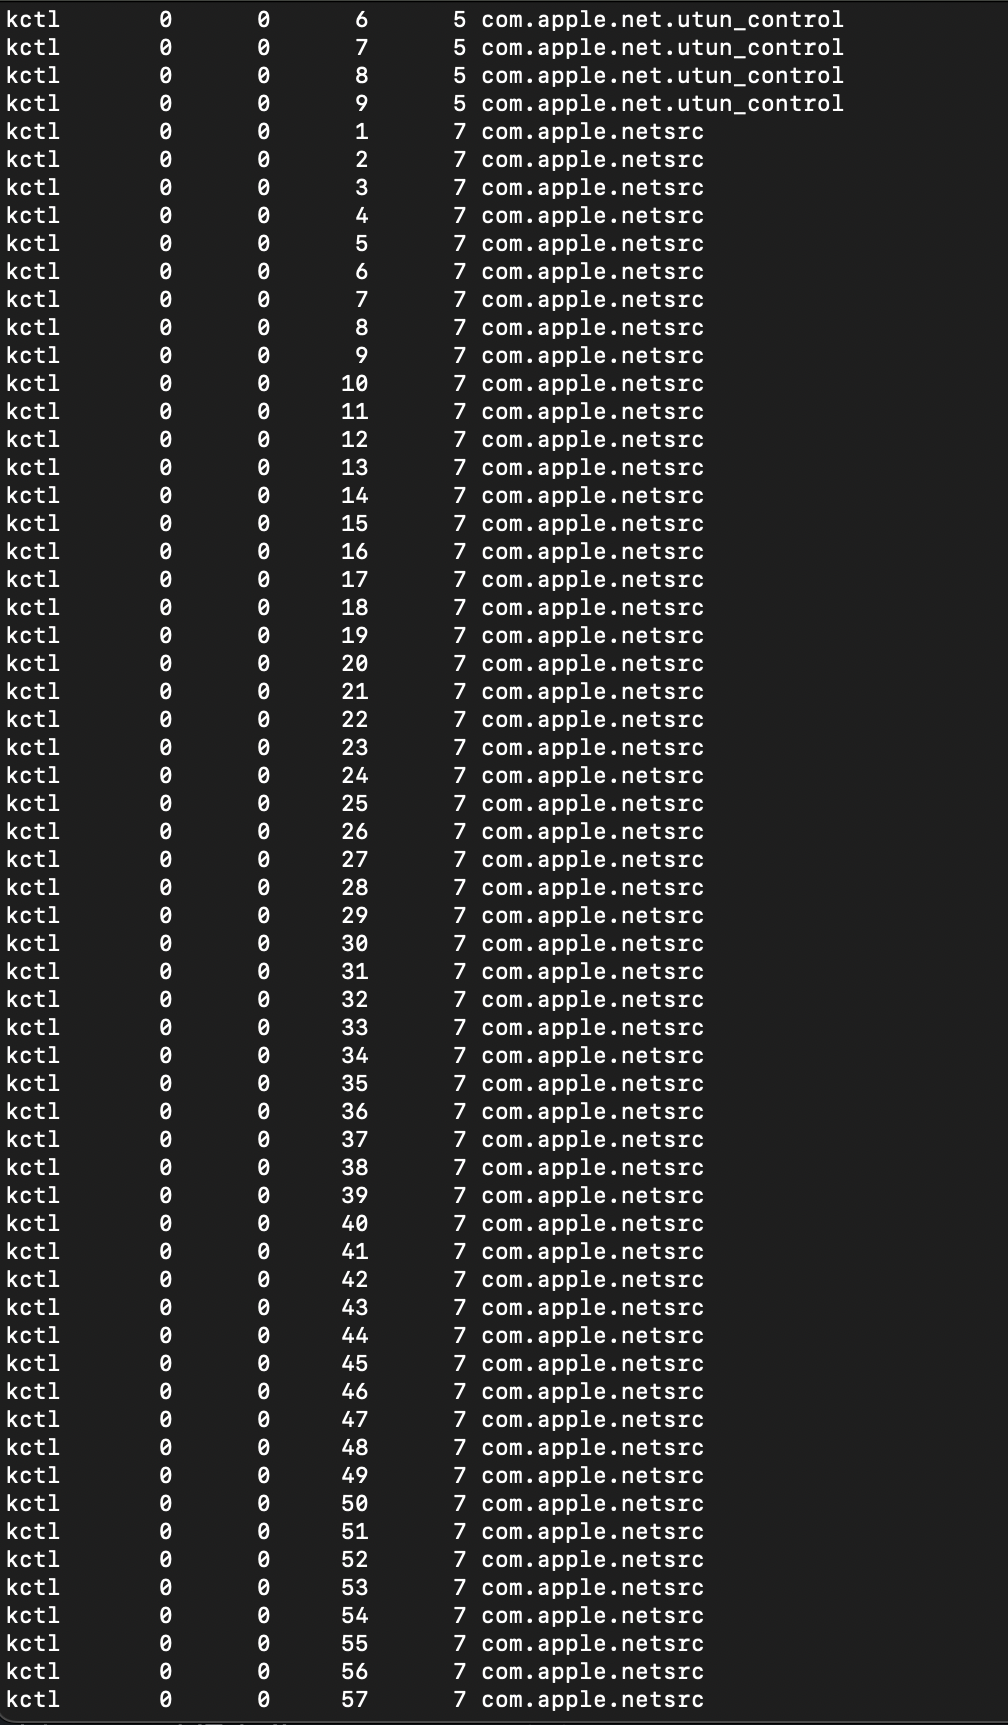 kctl 0 0 6 5 com.apple.net.utun_control
kctl 0 0 7 5 com.apple.net.utun_control
kctl 0 0 8 5 com.apple.net.utun_control
kctl 0 0 9 5 com.apple.net.utun_control
kctl 0 0 1 7 com.apple.netsrc
kctl 0 0 2 7 com.apple.netsrc
kctl 0 0 3 7 com.apple.netsrc
kctl 0 0 4 7 com.apple.netsrc
kctl 0 0 5 7 com.apple.netsrc
kctl 0 0 6 7 com.apple.netsrc
kctl 0 0 7 7 com.apple.netsrc
kctl 0 0 8 7 com.apple.netsrc
kctl 0 0 9 7 com.apple.netsrc
kctl 0 0 10 7 com.apple.netsrc
kctl 0 0 11 7 com.apple.netsrc
kctl 0 0 12 7 com.apple.netsrc
kctl 0 0 13 7 com.apple.netsrc
kctl 0 0 14 7 com.apple.netsrc
kctl 0 0 15 7 com.apple.netsrc
kctl 0 0 16 7 com.apple.netsrc
kctl 0 0 17 7 com.apple.netsrc
kctl 0 0 18 7 com.apple.netsrc
kctl 0 0 19 7 com.apple.netsrc
kctl 0 0 20 7 com.apple.netsrc
kctl 0 0 21 7 com.apple.netsrc
kctl 0 0 22 7 com.apple.netsrc
kctl 0 0 23 7 com.apple.netsrc
kctl 0 0 24 7 com.apple.netsrc
kctl 0 0 25 7 com.apple.netsrc
kctl 0 0 26 7 com.apple.netsrc
kctl 0 0 27 7 com.apple.netsrc
kctl 0 0 28 7 com.apple.netsrc
kctl 0 0 29 7 com.apple.netsrc
kctl 0 0 30 7 com.apple.netsrc
kctl 0 0 31 7 com.apple.netsrc
kctl 0 0 32 7 com.apple.netsrc
kctl 0 0 33 7 com.apple.netsrc
kctl 0 0 34 7 com.apple.netsrc
kctl 0 0 35 7 com.apple.netsrc
kctl 0 0 36 7 com.apple.netsrc
kctl 0 0 37 7 com.apple.netsrc
kctl 0 0 38 7 com.apple.netsrc
kctl 0 0 39 7 com.apple.netsrc
kctl 0 0 40 7 com.apple.netsrc
kctl 0 0 41 7 com.apple.netsrc
kctl 0 0 42 7 com.apple.netsrc
kctl 0 0 43 7 com.apple.netsrc
kctl 0 0 44 7 com.apple.netsrc
kctl 0 0 45 7 com.apple.netsrc
kctl 0 0 46 7 com.apple.netsrc
kctl 0 0 47 7 com.apple.netsrc
kctl 0 0 48 7 com.apple.netsrc
kctl 0 0 49 7 com.apple.netsrc
kctl 0 0 50 7 com.apple.netsrc
kctl 0 0 51 7 com.apple.netsrc
kctl 0 0 52 7 com.apple.netsrc
kctl 0 0 53 7 com.apple.netsrc
kctl 0 0 54 7 com.apple.netsrc
kctl 0 0 55 7 com.apple.netsrc
kctl 0 0 56 7 com.apple.netsrc
kctl 0 0 57 7 com.apple.netsrc